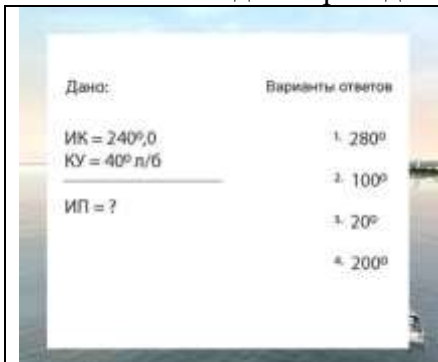 Дано:
Варианты ответов
ИК = 240º,0
КУ = 40º л/б
ИП = ?
1. 280º
2. 100º
3. 20º
4. 200º